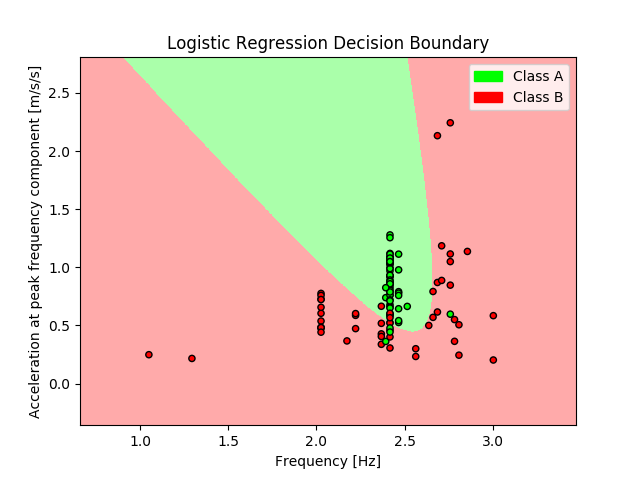 Logistic Regression Decision Boundary
Class A
Class B
Acceleration at peak frequency component [m/s/s]
2.5
2.0
1.5
1.0
0.5
0.0
1.0
1.5
2.0
2.5
3.0
Frequency [Hz]